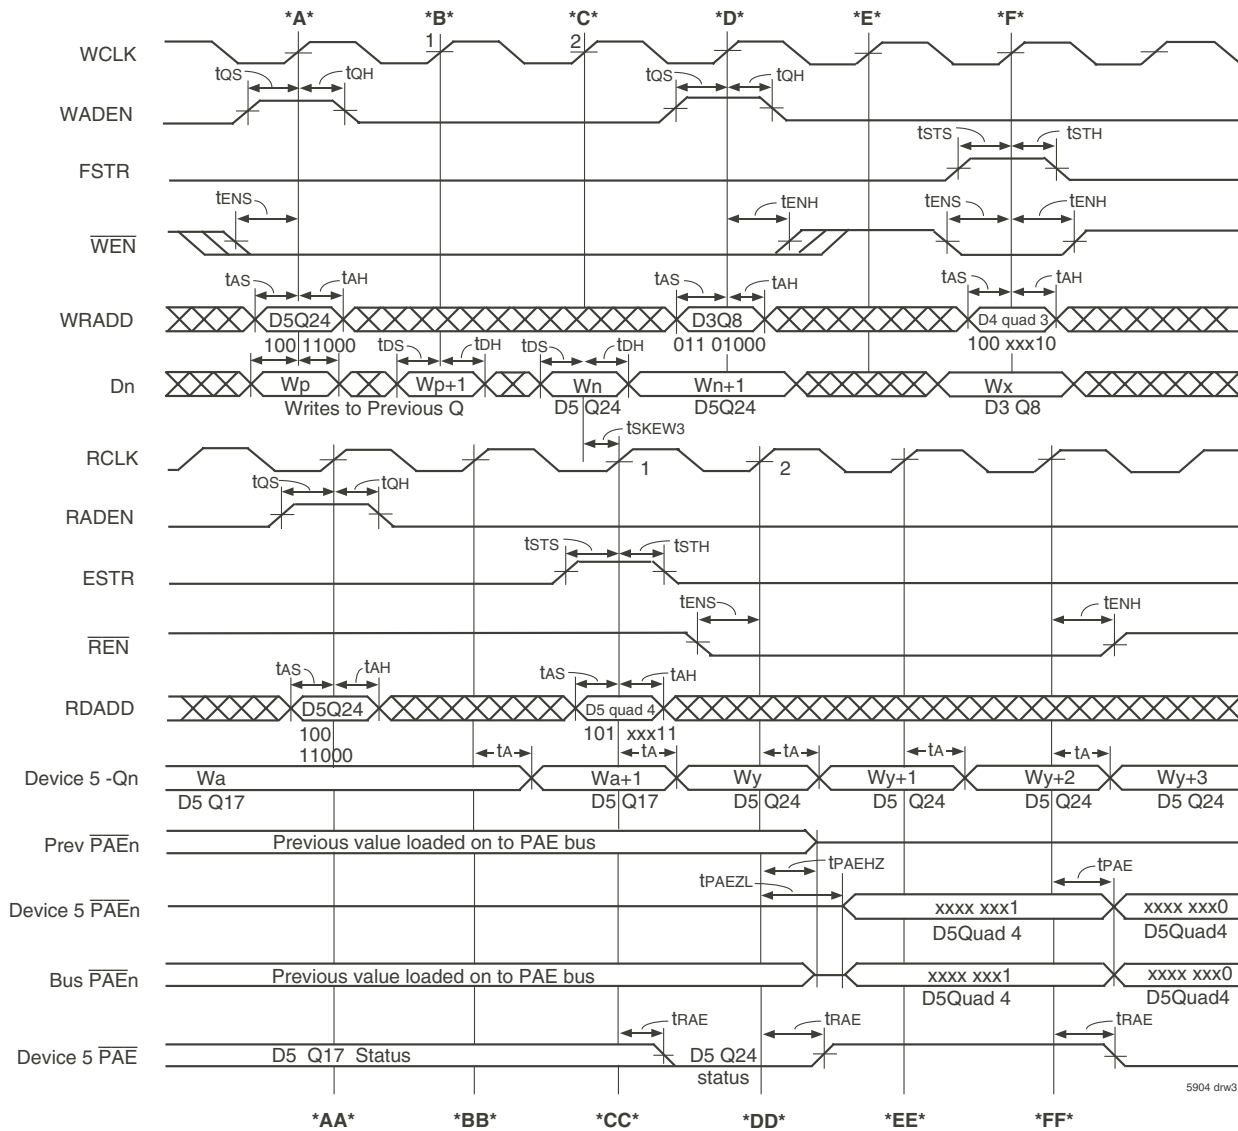 *A* *B* *C* *D* *E* *F*
WCLK 1 2
tQS tQH tQS tQH
WADEN
tSTS tSTH
FSTR
tENS tENH tENS tENH
WEN
tAS tAH tAS tAH tAS tAH
WRADD D5Q24 D3Q8 D4 quad 3
100 11000 tDS tDH tDS tDH 011 01000 100 xxx10
Dn Wp Wp+1 Wn Wn+1 Wx
Writes to Previous Q D5 Q24 D5Q24 D3 Q8
tSKEW3
RCLK 1 2
tQS tQH
RADEN
tSTS tSTH
ESTR
tENS tENH
REN
tAS tAH tAS tAH
RDADD D5Q24 D5 quad 4
100 101 xxx11
11000
tA tA tA tA tA
Device 5 -Qn Wa Wa+1 Wy Wy+1 Wy+2 Wy+3
D5 Q17 D5 Q17 D5 Q24 D5 Q24 D5 Q24 D5 Q24
Prev PAEn Previous value loaded on to PAE bus
tPAEHZ tPAE
tPAEZL
Device 5 PAEn xxxx xxx1 xxxx xxx0
D5Quad 4 D5Quad4
Bus PAEn Previous value loaded on to PAE bus xxxx xxx1 xxxx xxx0
D5Quad 4 D5Quad4
tRAE tRAE tRAE
Device 5 PAE D5 Q17 Status D5 Q24
status
5904 drw3
*AA* *BB* *CC* *DD* *EE* *FF*